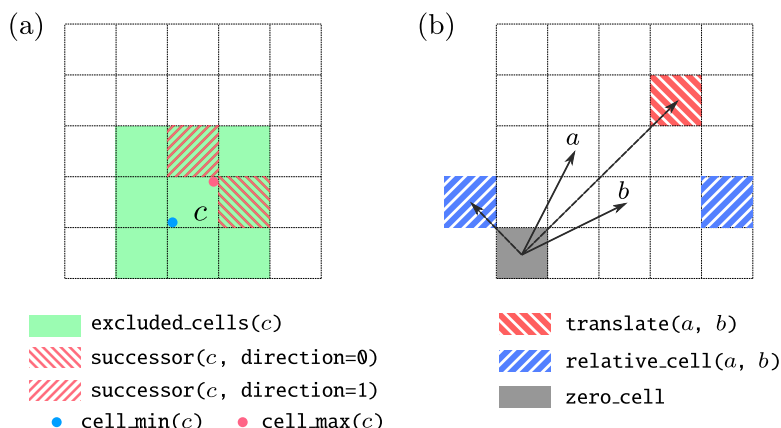 (a)
c
excluded_cells(c)
successor(c, direction=0)
successor(c, direction=1)
cell_min(c) cell_max(c)
(b)
a
b
translate(a, b)
relative_cell(a, b)
zero_cell